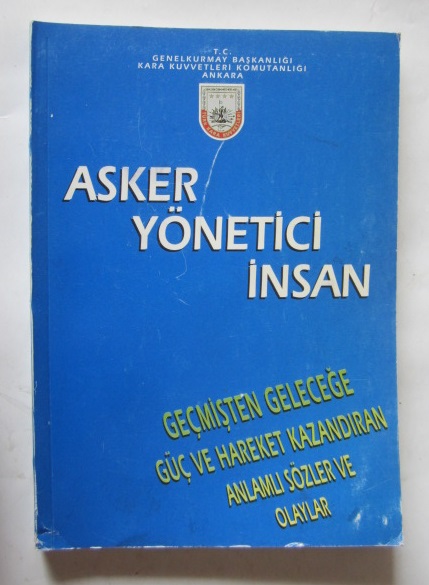 T.C.
GENELKURMAY BAŞKANLIĞI
KARA KUVVETLERİ KOMUTANLIĞI
ANKARA
ASKER
YÖNETİCİ
İNSAN
GEÇMİŞTEN GELECEĞE
GÜÇ VE HAREKET KAZANDIRAN
ANLAMLI SÖZLER VE
OLAYLAR